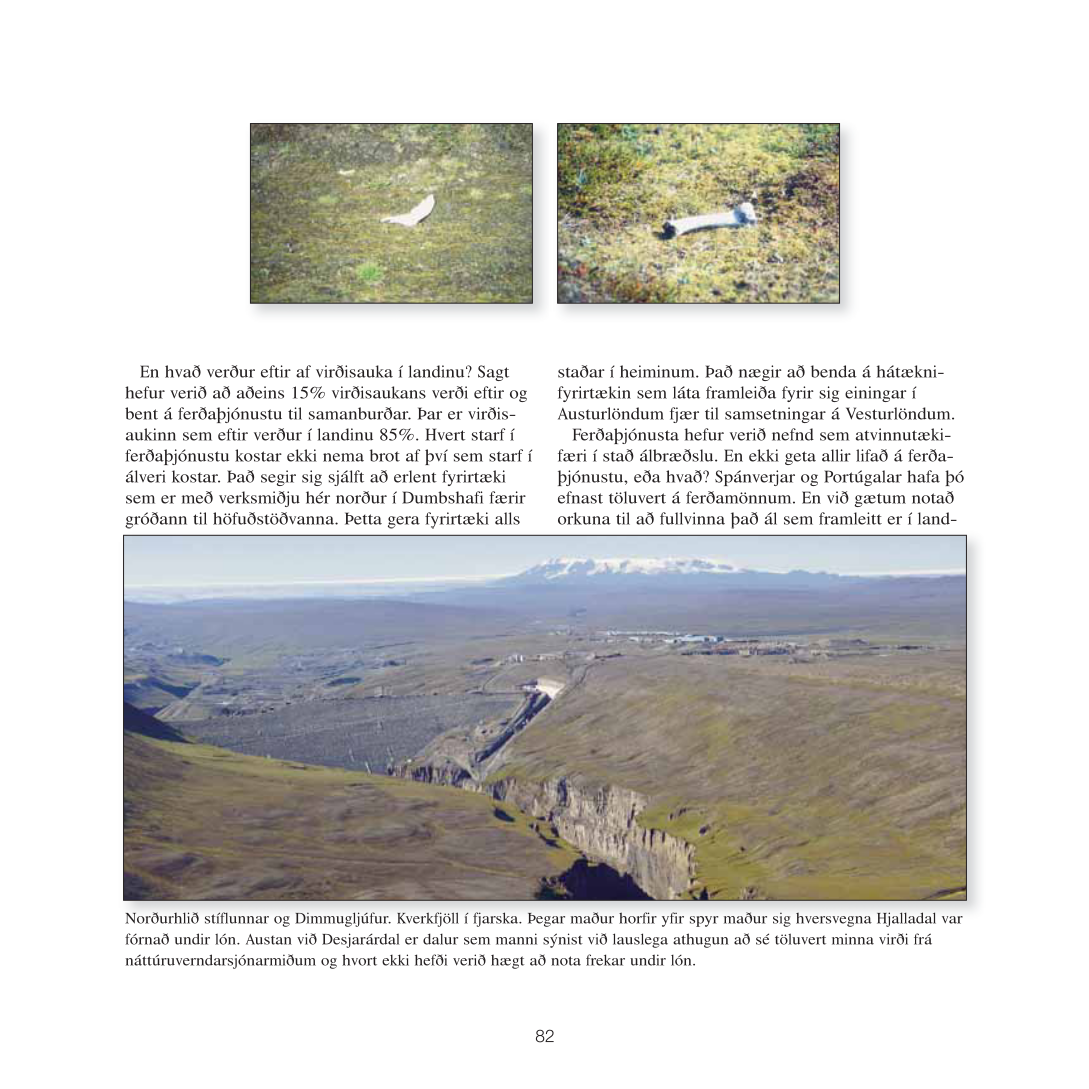 En hvað verður eftir af virðisauka í landinu? Sagt
hefur verið að aðeins 15% virðisaukans verði eftir og
bent á ferðaþjónustu til samanburðar. Þar er virðis-
aukinn sem eftir verður í landinu 85%. Hvert starf í
ferðaþjónustu kostar ekki nema brot af því sem starf í
álveri kostar. Það segir sig sjálft að erlent fyrirtæki
sem er með verksmiðju hér norður í Dumbshafi færir
gróðann til höfuðstöðvanna. Þetta gera fyrirtæki alls
staðar í heiminum. Það nægir að benda á hátækni-
fyrirtækin sem láta framleiða fyrir sig einingar í
Austurlöndum fjær til samsetningar á Vesturlöndum.
Ferðaþjónusta hefur verið nefnd sem atvinnutæki-
færi í stað álbræðslu. En ekki geta allir lifað á ferða-
þjónustu, eða hvað? Spánverjar og Portúgalar hafa þó
efnast töluvert á ferðamönnum. En við gætum notað
orkuna til að fullvinna það ál sem framleitt er í land-
Norðurhlið stíflunnar og Dimmugljúfur. Kverkfjöll í fjarska. Þegar maður horfir yfir spyr maður sig hversvegna Hjalladal var
fórnað undir lón. Austan við Desjarárdal er dalur sem manni sýnist við lauslega athugun að sé töluvert minna virði frá
náttúruverndarsjónarmiðum og hvort ekki hefði verið hægt að nota frekar undir lón.
82